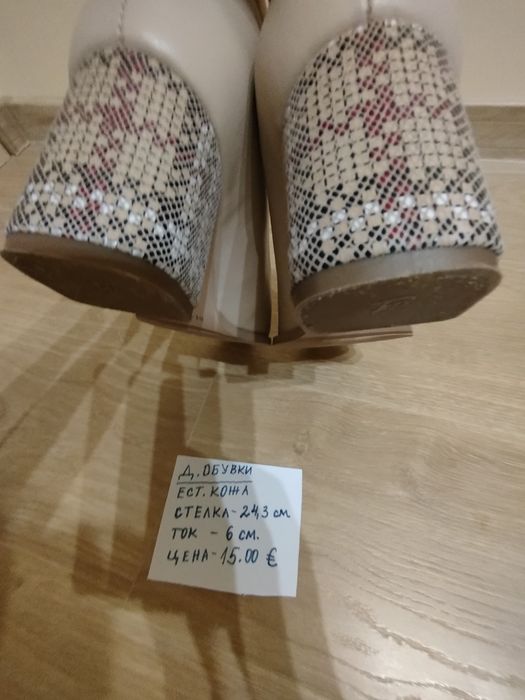 Д. ОБУВКИ
ЕСТ. КОЖА
СТЕЛКА - 24,3 см
ТОК - 6 СМ.
ЦЕНА - 15.00 €